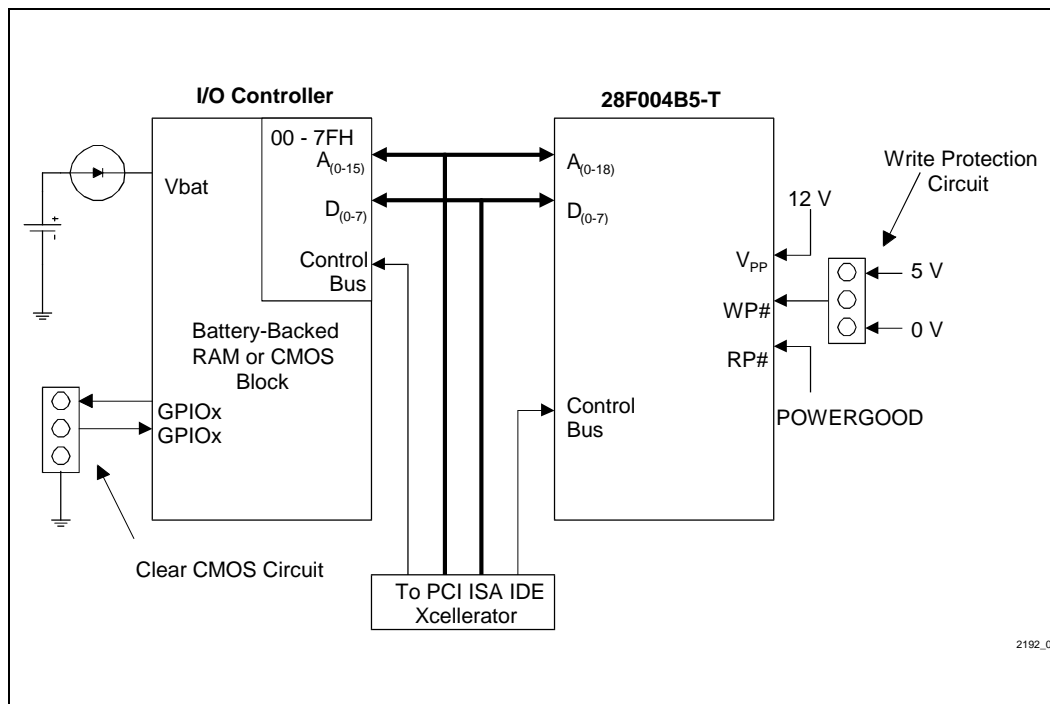 I/O Controller
28F004B5-T
00 - 7FH
A(0-15)
A(0-18)
Vbat
D(0-7)
D(0-7)
Control
Bus
Battery-Backed
RAM or CMOS
Block
GPIOx
GPIOx
Clear CMOS Circuit
Control
Bus
To PCI ISA IDE
Xcellerator
Write Protection
Circuit
12 V
VPP
5 V
WP#
0 V
RP#
POWERGOOD
+
-